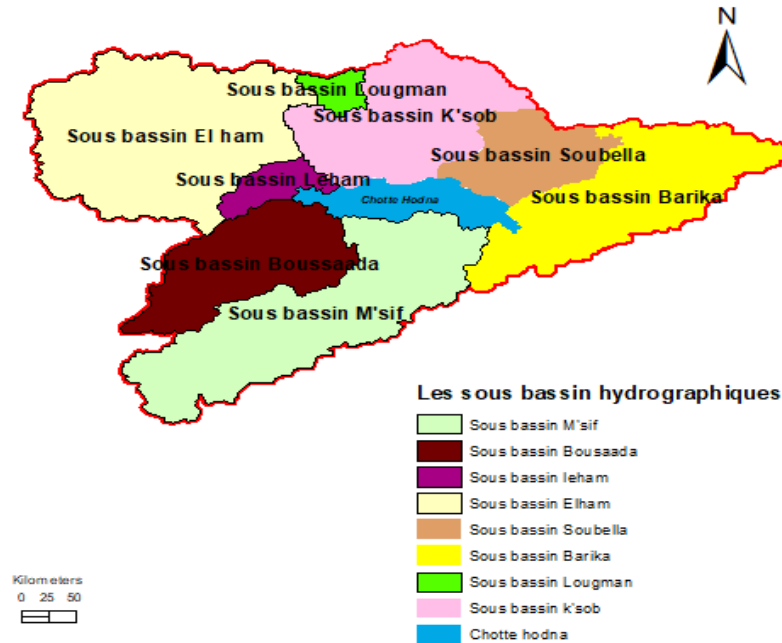 N
Sous bassin Lougman
Sous bassin K'sob
Sous bassin El ham
Sous bassin Soubella
Sous bassin Leham
Sous bassin Barika
Chotte Hodna
Sous bassin Boussaada
Sous bassin M'sif
Les sous bassin hydrographiques
Sous bassin M'sif
Sous bassin Bousaada
Sous bassin leham
Sous bassin Elham
Sous bassin Soubella
Sous bassin Barika
Sous bassin Lougman
Sous bassin k'sob
Chotte hodna
Kilometers
0 25 50